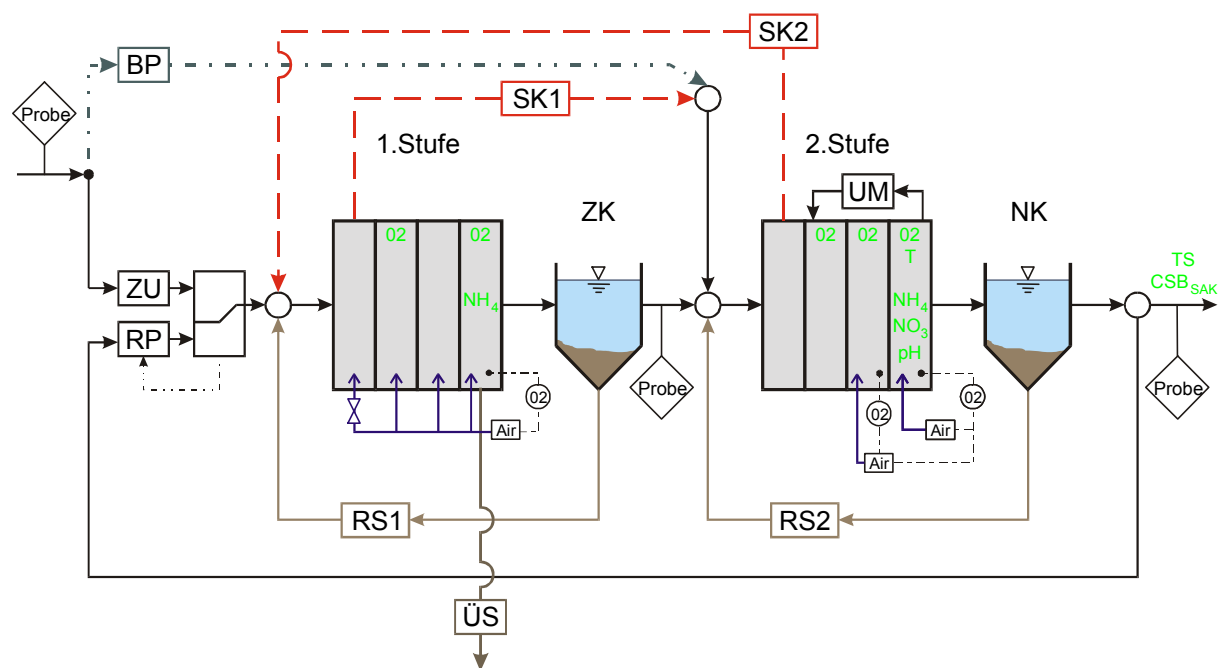 SK2
BP
SK1
Probe
1.Stufe
2.Stufe
UM
ZK
NK
02
02
02
02
02
T
TS
CSB_SAK
ZU
NH₄
NH₄
RP
NO₃
pH
Probe
Probe
02
02
02
Air
Air
Air
RS1
RS2
ÜS